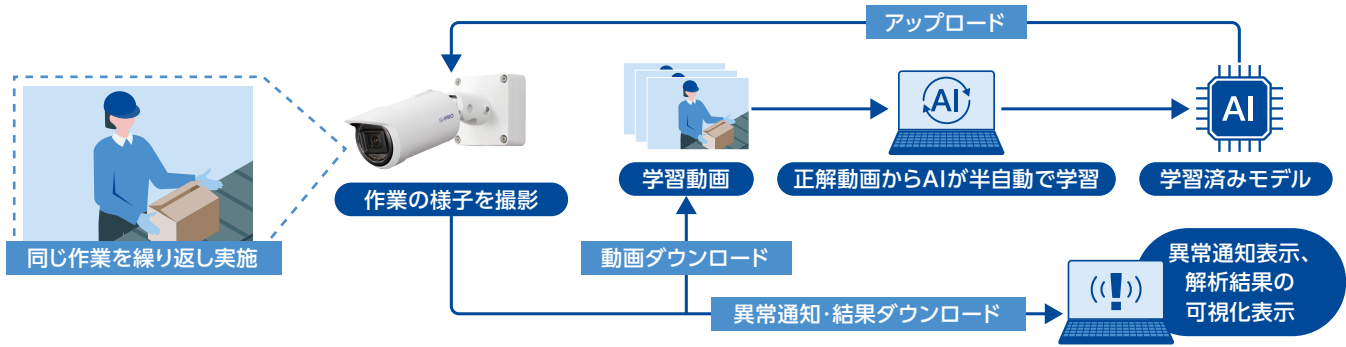 アップロード
i-PRO
AI
AI
作業の様子を撮影
学習動画
正解動画からAIが半自動で学習
学習済みモデル
同じ作業を繰り返し実施
動画ダウンロード
異常通知・結果ダウンロード
異常通知表示、
解析結果の
可視化表示